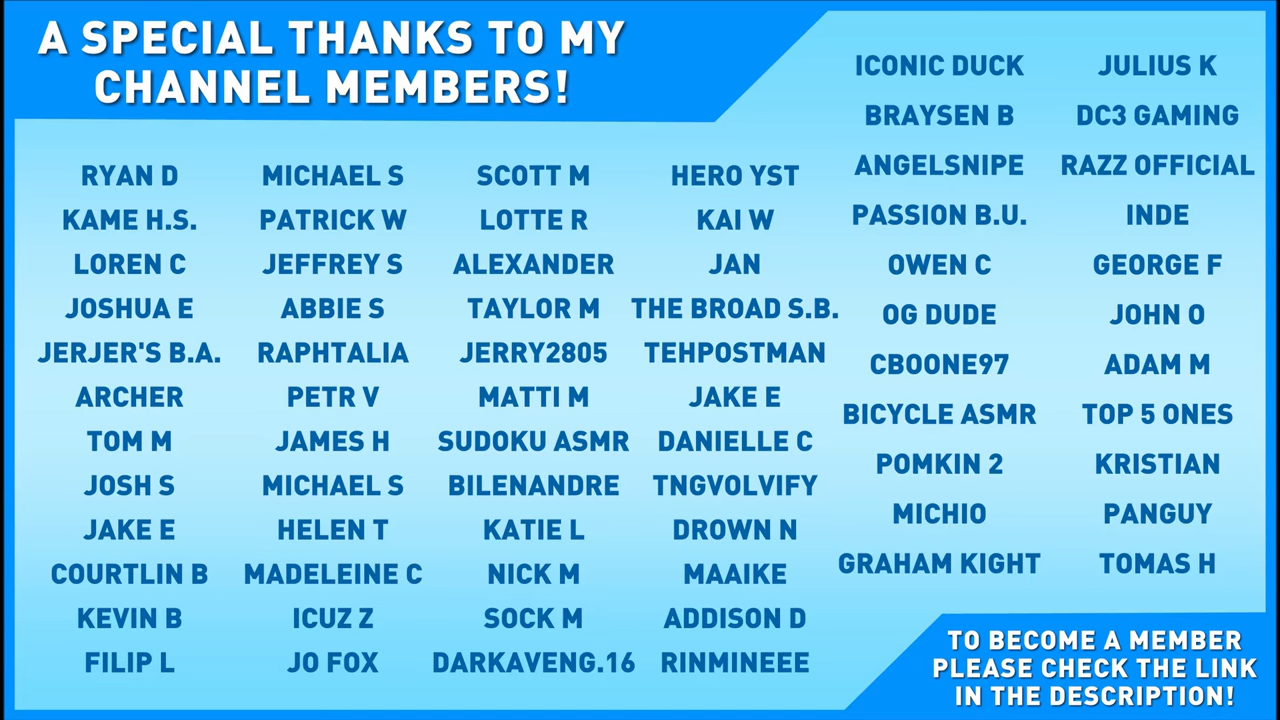 A SPECIAL THANKS TO MY
CHANNEL MEMBERS!
RYAN D
KAME H.S.
LOREN C
JOSHUA E
JERJER'S B.A.
ARCHER
TOM M
JOSH S
JAKE E
COURTLIN B
KEVIN B
FILIP L
MICHAEL S
PATRICK W
JEFFREY S
ABBIE S
RAPHTALIA
PETR V
JAMES H
MICHAEL S
HELEN T
MADELEINE C
ICUZ Z
JO FOX
SCOTT M
LOTTE R
ALEXANDER
TAYLOR M
JERRY2805
MATTI M
SUDOKU ASMR
BILENANDRE
KATIE L
NICK M
SOCK M
DARKAVENG.16
HERO YST
KAI W
JAN
THE BROAD S.B.
TEHPOSTMAN
JAKE E
DANIELLE C
TNGVOLVIFY
DROWN N
MAAIKE
ADDISON D
RINMINEEE
ICONIC DUCK
BRAYSEN B
ANGELSNIPE
PASSION B.U.
OWEN C
OG DUDE
CBOONE97
BICYCLE ASMR
POMKIN 2
MICHIO
GRAHAM KIGHT
JULIUS K
DC3 GAMING
RAZZ OFFICIAL
INDE
GEORGE F
JOHN O
ADAM M
TOP 5 ONES
KRISTIAN
PANGUY
TOMAS H
TO BECOME A MEMBER
PLEASE CHECK THE LINK
IN THE DESCRIPTION!